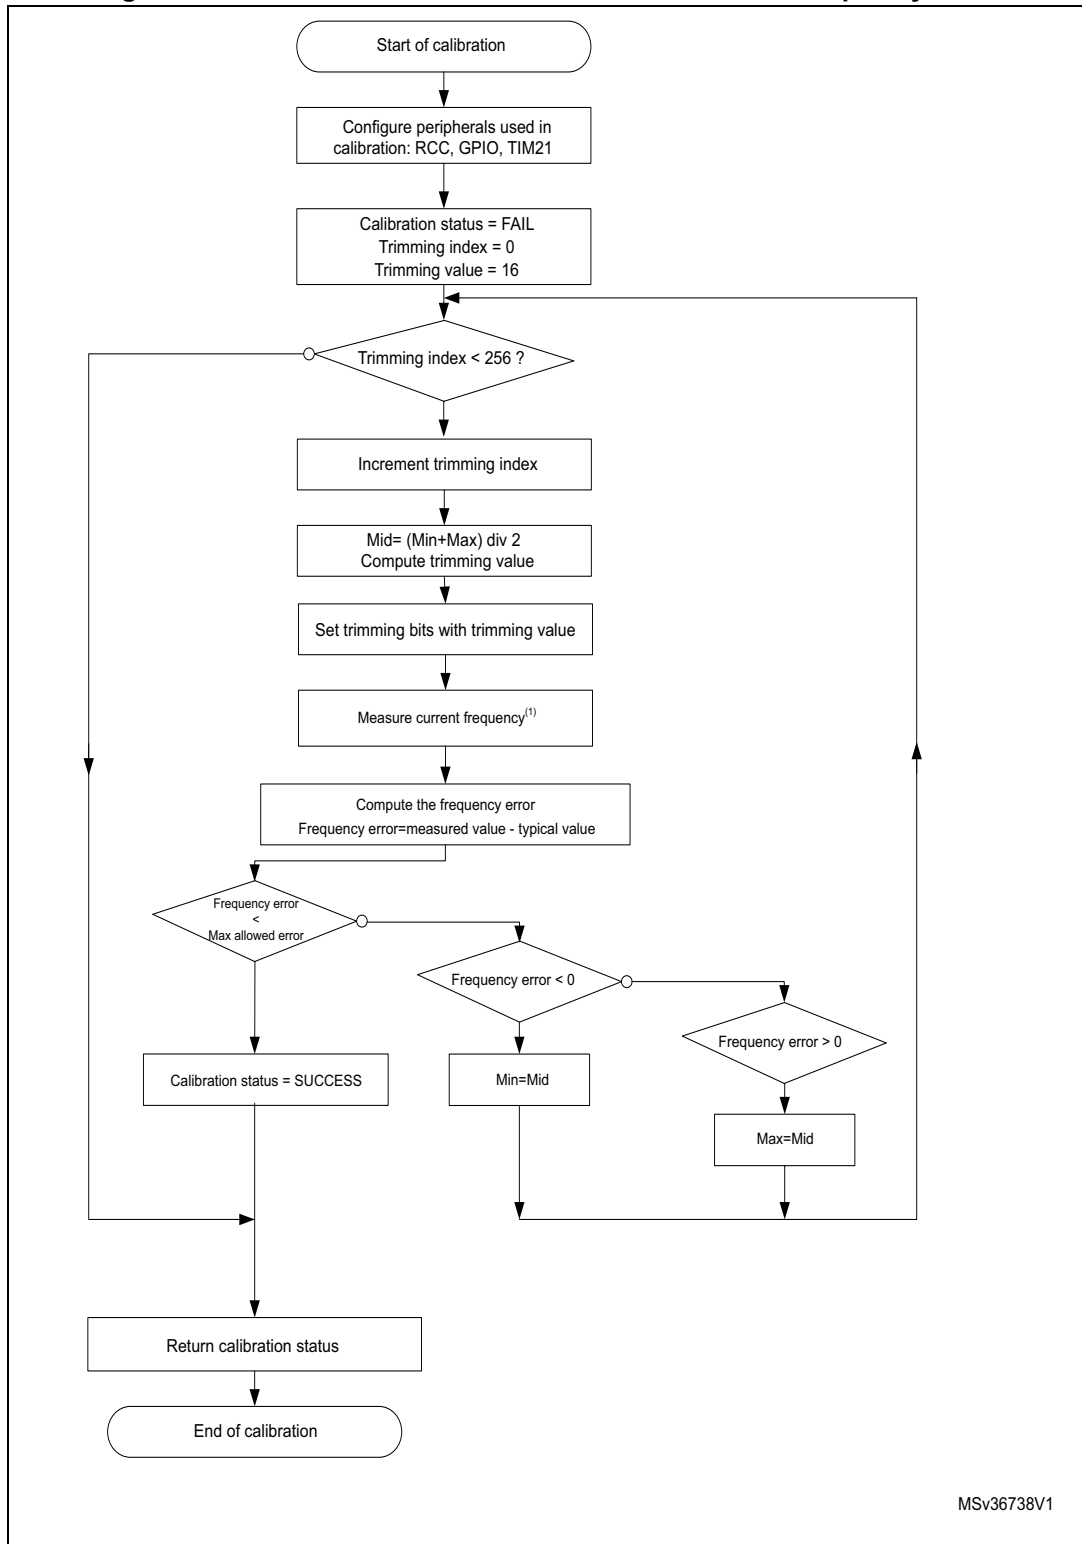 Start of calibration
Configure peripherals used in
calibration: RCC, GPIO, TIM21
Calibration status = FAIL
Trimming index = 0
Trimming value = 16
Trimming index < 256 ?
Increment trimming index
Mid= (Min+Max) div 2
Compute trimming value
Set trimming bits with trimming value
Measure current frequency(1)
Compute the frequency error
Frequency error=measured value - typical value
Frequency error
<
Max allowed error
Frequency error < 0
Frequency error > 0
Calibration status = SUCCESS
Min=Mid
Max=Mid
Return calibration status
End of calibration
MSv36738V1